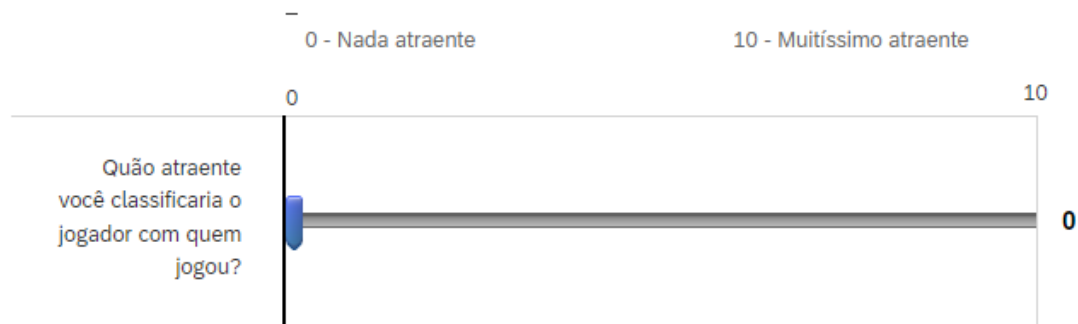 0 - Nada atraente 10 - Muitíssimo atraente
0 10
Quão atraente
você classificaria o
jogador com quem
jogou?
0